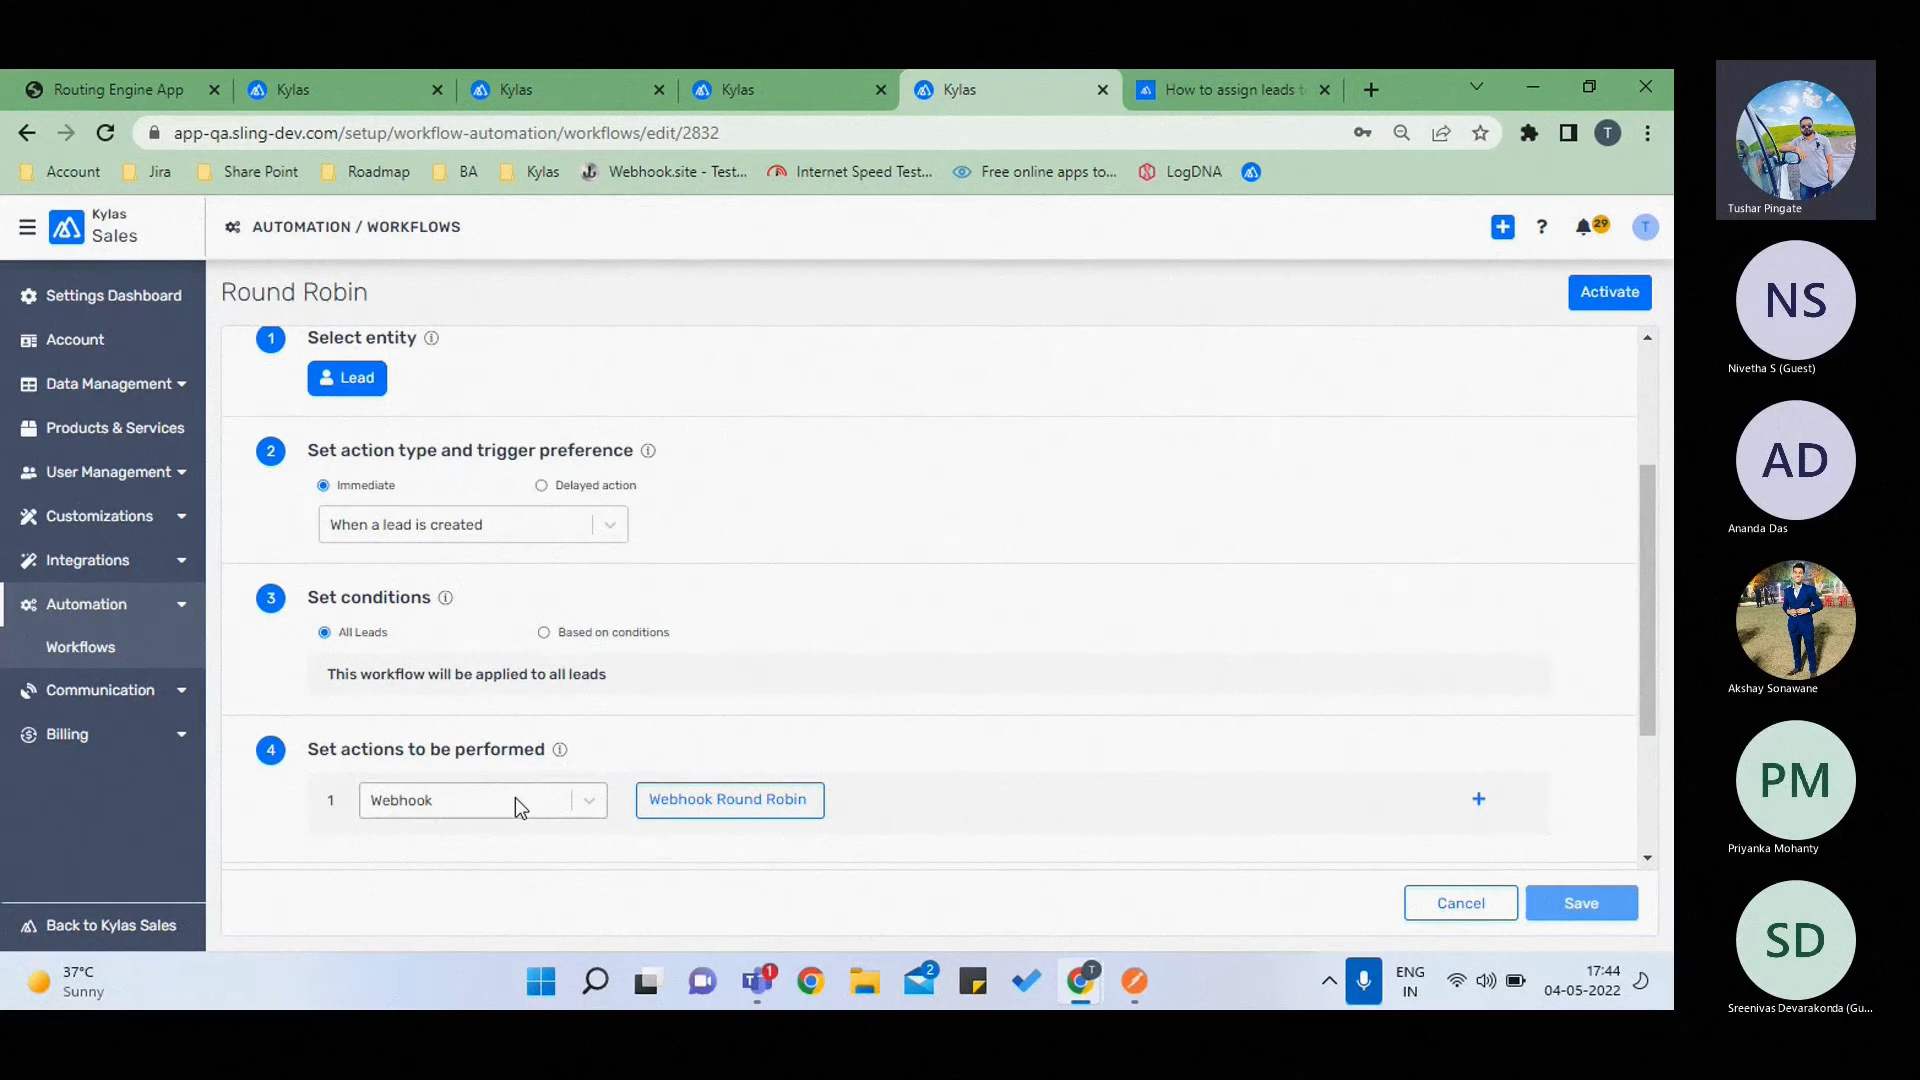 Routing Engine App
Kylas
Kylas
Kylas
Kylas
How to assign leads t
app-qa.sling-dev.com/setup/workflow-automation/workflows/edit/2832
T
Account
Jira
Share Point
Roadmap
BA
Kylas
Webhook.site - Test...
Internet Speed Test...
Free online apps to...
LogDNA
Kylas
Sales
AUTOMATION / WORKFLOWS
?
29
T
Settings Dashboard
Account
Data Management
Products & Services
User Management
Customizations
Integrations
Automation
Workflows
Communication
Billing
Back to Kylas Sales
Round Robin
Activate
1 Select entity
Lead
2 Set action type and trigger preference
Immediate
Delayed action
When a lead is created
3 Set conditions
All Leads
Based on conditions
This workflow will be applied to all leads
4 Set actions to be performed
1 Webhook
Webhook Round Robin
+
Cancel
Save
37°C
Sunny
1
2
T
ENG
IN
17:44
04-05-2022
Tushar Pingate
NS
Nivetha S (Guest)
AD
Ananda Das
Akshay Sonawane
PM
Priyanka Mohanty
SD
Sreenivas Devarakonda (Gu...